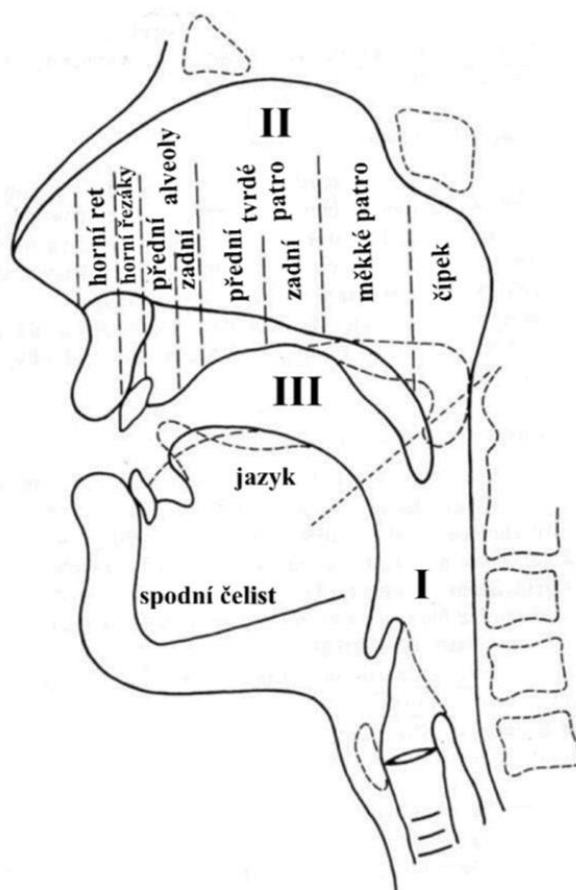 II
horní ret
horní řezáky
přední
zadní
alveoly
přední
zadní
tvrdé
patro
měkké patro
čípek
III
jazyk
I
spodní čelist